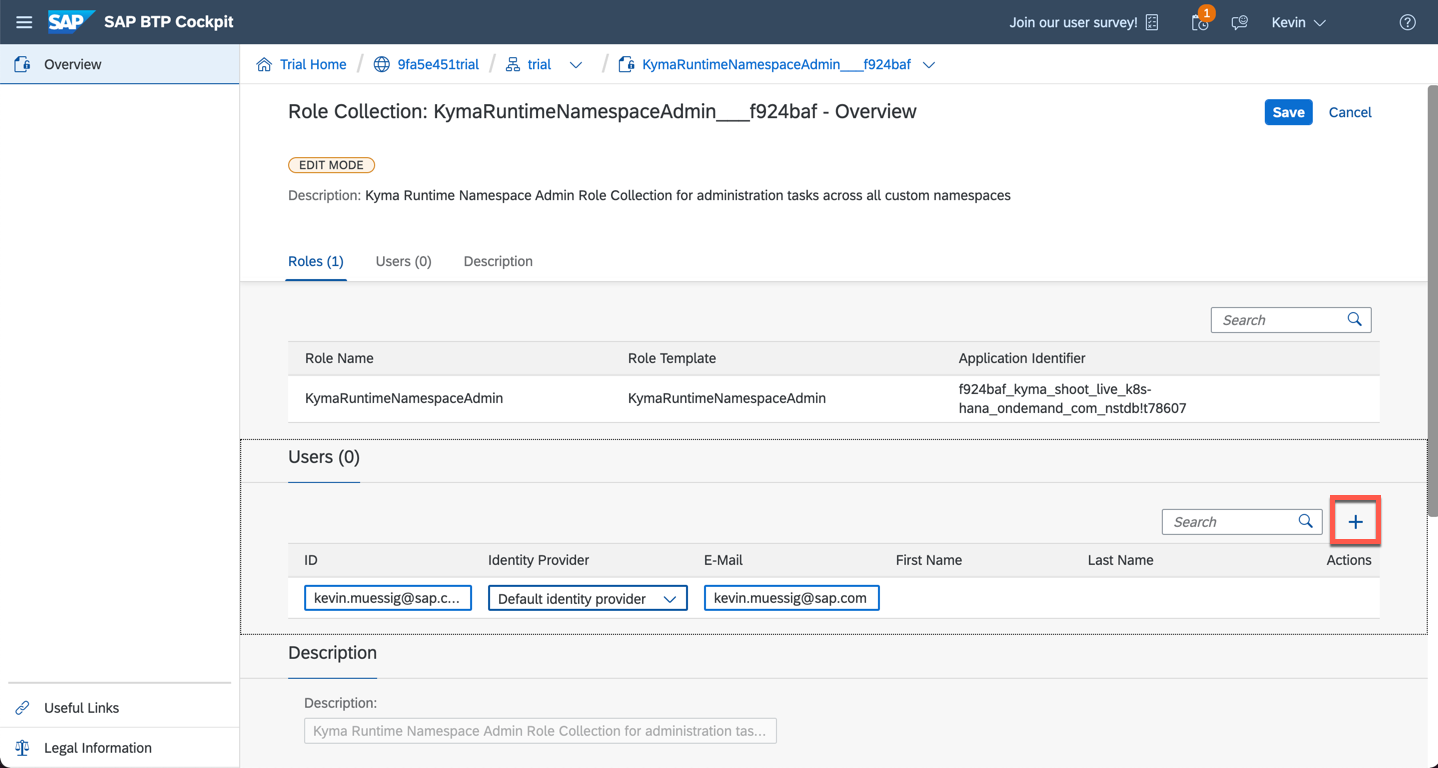 SAP SAP BTP Cockpit Join our user survey! 1 Kevin
Overview
Trial Home / 9fa5e451trial / trial / KymaRuntimeNamespaceAdmin___f924baf
Role Collection: KymaRuntimeNamespaceAdmin___f924baf - Overview Save Cancel
EDIT MODE
Description: Kyma Runtime Namespace Admin Role Collection for administration tasks across all custom namespaces
Roles (1) Users (0) Description
Search
Role Name Role Template Application Identifier
KymaRuntimeNamespaceAdmin KymaRuntimeNamespaceAdmin f924baf_kyma_shoot_live_k8s-
hana_ondemand_com_nstdb!t78607
Users (0)
Search
ID Identity Provider E-Mail First Name Last Name Actions
kevin.muessig@sap.c... Default identity provider kevin.muessig@sap.com
Description
Description:
Kyma Runtime Namespace Admin Role Collection for administration tas...
Useful Links
Legal Information